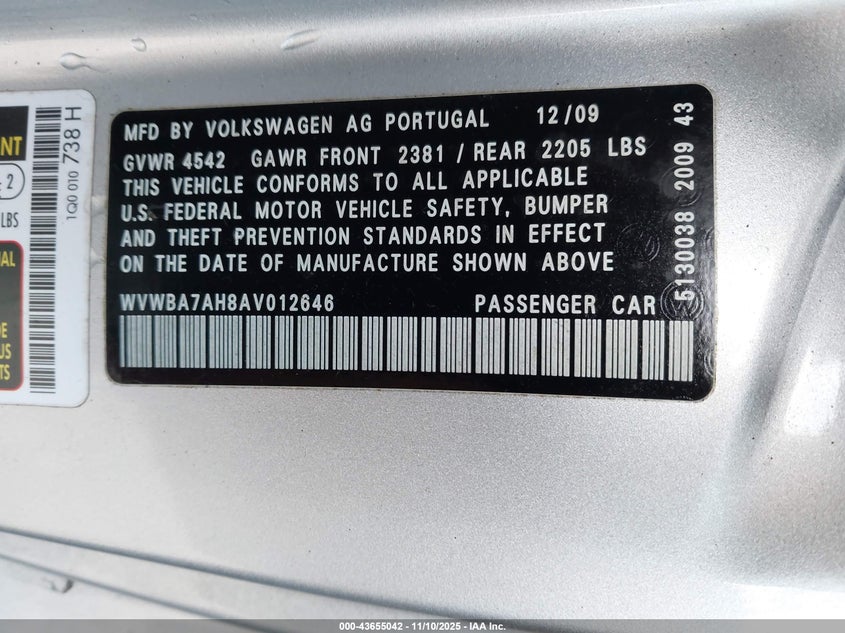 MFD BY VOLKSWAGEN AG PORTUGAL 12/09
GVWR 4542 GAWR FRONT 2381 / REAR 2205 LBS
THIS VEHICLE CONFORMS TO ALL APPLICABLE
U.S. FEDERAL MOTOR VEHICLE SAFETY, BUMPER
AND THEFT PREVENTION STANDARDS IN EFFECT
ON THE DATE OF MANUFACTURE SHOWN ABOVE
WVWBA7AH8AV012646 PASSENGER CAR
5130038 2009 43
1Q0 010 738 H
2
LBS
000-43655042 - 11/10/2025 - IAA Inc.